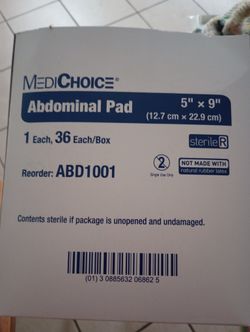 MEDICHOICE®
Abdominal Pad
5" × 9"
(12.7 cm × 22.9 cm)
1 Each, 36 Each/Box
sterile R
Reorder: ABD1001
2
Single Use Only
NOT MADE WITH
natural rubber latex
Contents sterile if package is unopened and undamaged.
(01) 3 0885632 06862 5